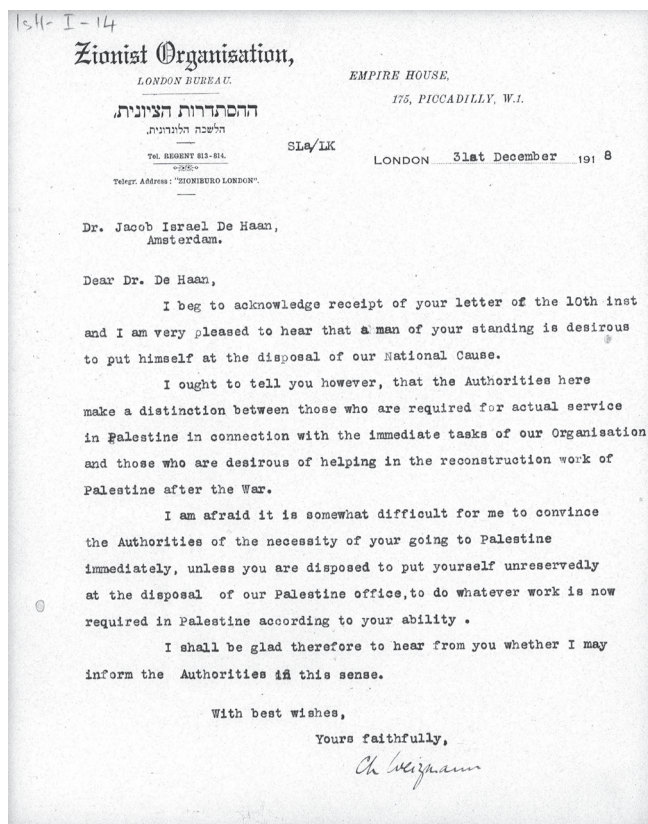 1SH-I-14
Zionist Organisation,
LONDON BUREAU.
ההסתדרות הציונית,
הלשכה הלונדונית.
Tel. REGENT 813-814.
Telegr. Address: "ZIONIBURO LONDON".
EMPIRE HOUSE,
175, PICCADILLY, W.1.
SLa/LK
LONDON 31st December 1918
Dr. Jacob Israel De Haan,
Amsterdam.
Dear Dr. De Haan,
I beg to acknowledge receipt of your letter of the 10th inst
and I am very pleased to hear that a man of your standing is desirous
to put himself at the disposal of our National Cause.
I ought to tell you however, that the Authorities here
make a distinction between those who are required for actual service
in Palestine in connection with the immediate tasks of our Organisation
and those who are desirous of helping in the reconstruction work of
Palestine after the War.
I am afraid it is somewhat difficult for me to convince
the Authorities of the necessity of your going to Palestine
immediately, unless you are disposed to put yourself unreservedly
at the disposal of our Palestine office,to do whatever work is now
required in Palestine according to your ability .
I shall be glad therefore to hear from you whether I may
inform the Authorities in this sense.
With best wishes,
Yours faithfully,
Ch Weizmann